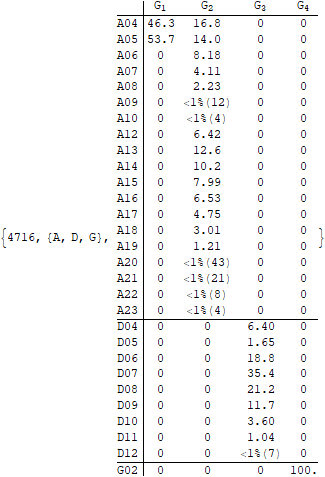 G1 G2 G3 G4
A04 46.3 16.8 0 0
A05 53.7 14.0 0 0
A06 0 8.18 0 0
A07 0 4.11 0 0
A08 0 2.23 0 0
A09 0 <1%(12) 0 0
A10 0 <1%(4) 0 0
A12 0 6.42 0 0
A13 0 12.6 0 0
A14 0 10.2 0 0
A15 0 7.99 0 0
A16 0 6.53 0 0
A17 0 4.75 0 0
A18 0 3.01 0 0
{4716, {A, D, G}, A19 0 1.21 0 0 }
A20 0 <1%(43) 0 0
A21 0 <1%(21) 0 0
A22 0 <1%(8) 0 0
A23 0 <1%(4) 0 0
D04 0 0 6.40 0
D05 0 0 1.65 0
D06 0 0 18.8 0
D07 0 0 35.4 0
D08 0 0 21.2 0
D09 0 0 11.7 0
D10 0 0 3.60 0
D11 0 0 1.04 0
D12 0 0 <1%(7) 0
G02 0 0 0 100.